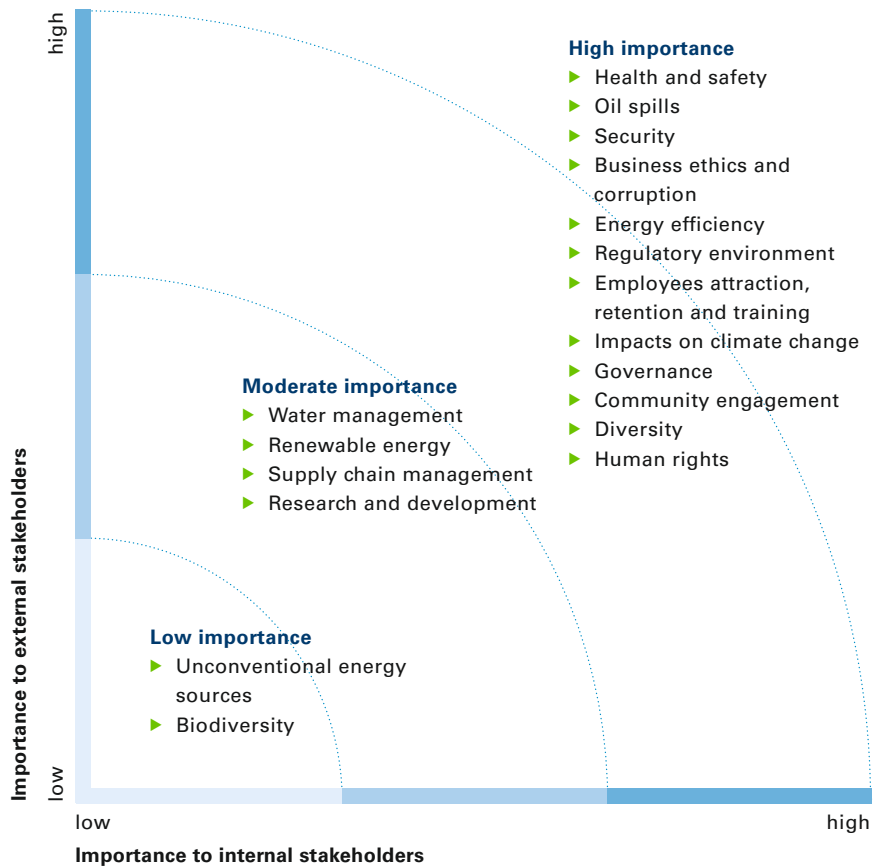 high
Importance to external stakeholders
low
High importance
Health and safety
Oil spills
Security
Business ethics and
corruption
Energy efficiency
Regulatory environment
Employees attraction,
retention and training
Impacts on climate change
Governance
Community engagement
Diversity
Human rights
Moderate importance
Water management
Renewable energy
Supply chain management
Research and development
Low importance
Unconventional energy
sources
Biodiversity
low
high
Importance to internal stakeholders